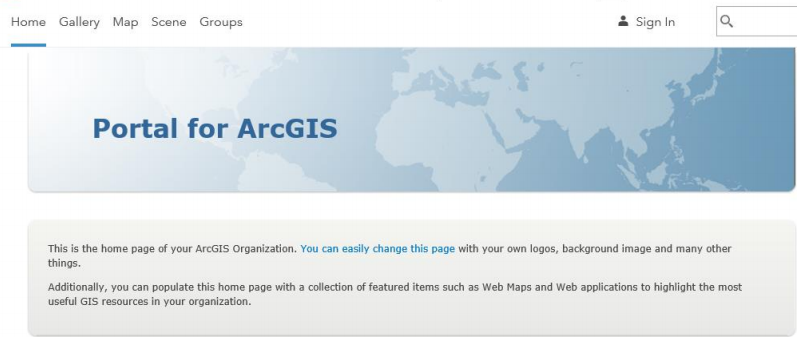 Home Gallery Map Scene Groups Sign In
Portal for ArcGIS
This is the home page of your ArcGIS Organization. You can easily change this page with your own logos, background image and many other
things.
Additionally, you can populate this home page with a collection of featured items such as Web Maps and Web applications to highlight the most
useful GIS resources in your organization.